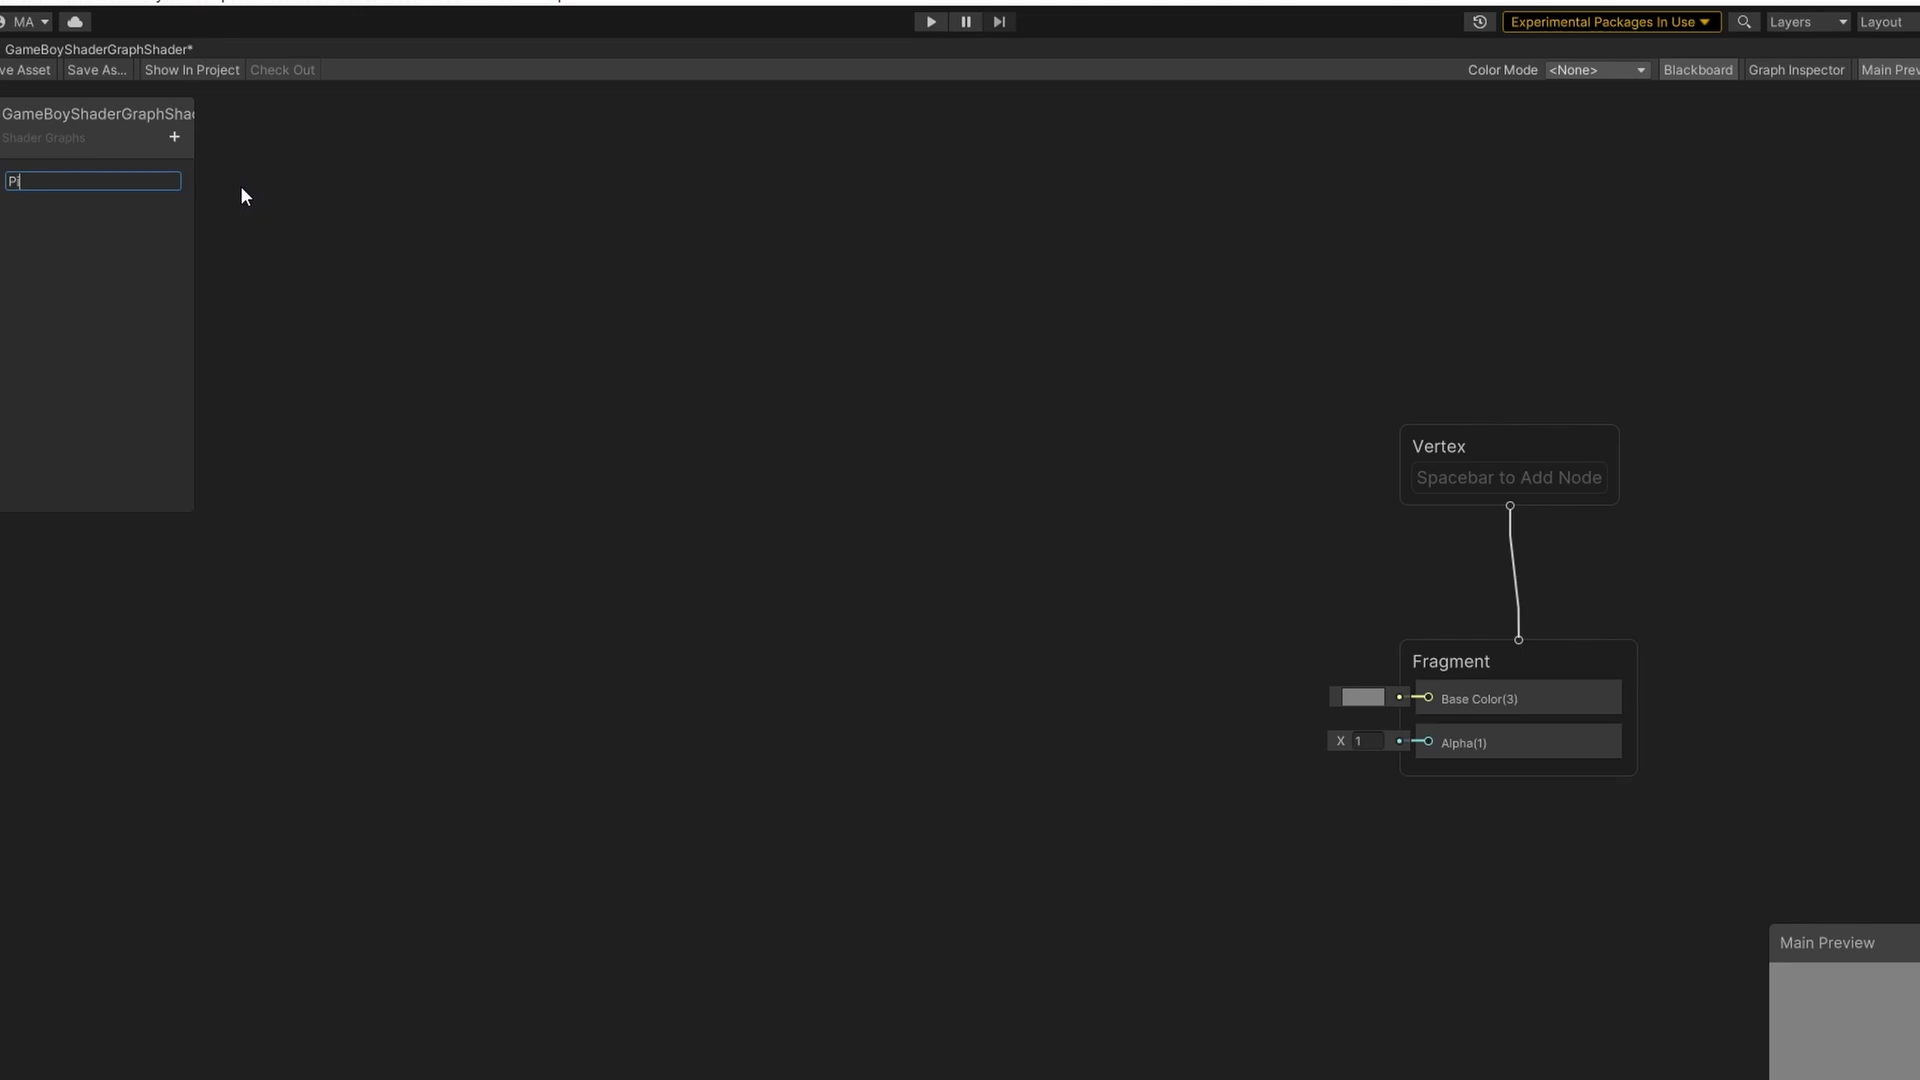 MA
Experimental Packages In Use
Layers
Layout
GameBoyShaderGraphShader*
ve Asset
Save As...
Show In Project
Check Out
Color Mode
<None>
Blackboard
Graph Inspector
Main Prev
GameBoyShaderGraphShad
Shader Graphs
+
Pi
Vertex
Spacebar to Add Node
Fragment
Base Color(3)
X 1
Alpha(1)
Main Preview